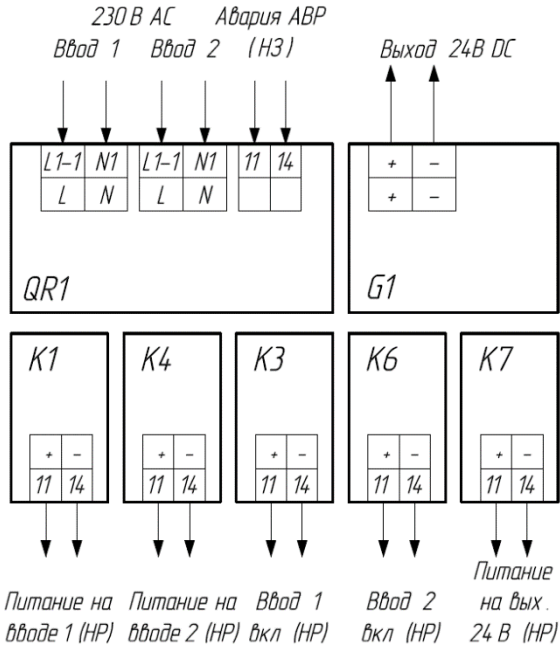 230 В АС Авария АВР
Ввод 1 Ввод 2 (НЗ) Выход 24В DC
L1-1 N1 L1-1 N1 11 14 + -
L N L N + -
QR1 G1
K1 K4 K3 K6 K7
+ - + - + - + - + -
11 14 11 14 11 14 11 14 11 14
Питание на Питание на Ввод 1 Ввод 2 Питание на вых.
вводе 1 (НР) вводе 2 (НР) вкл (НР) вкл (НР) 24 В (НР)